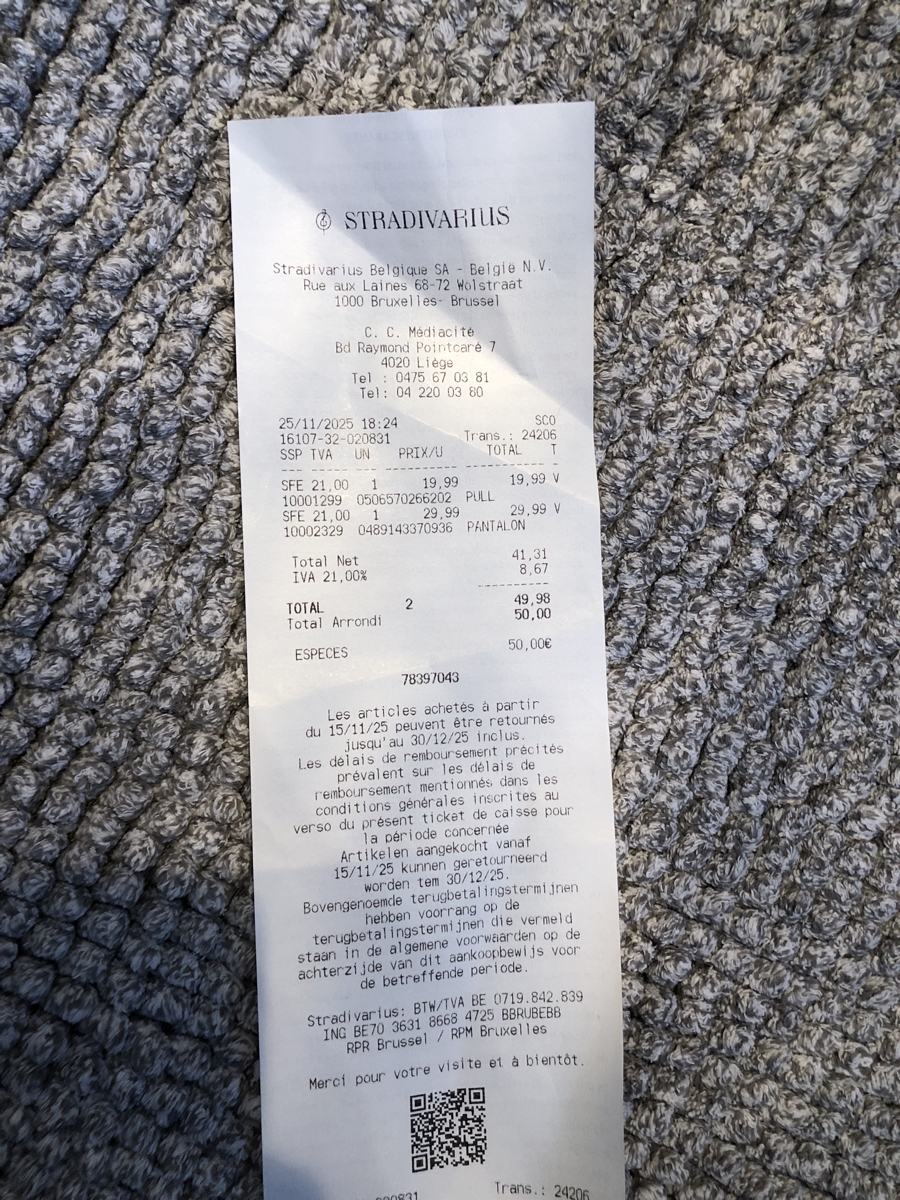 STRADIVARIUS
Stradivarius Belgique SA - België N.V.
Rue aux Laines 68-72 Wolstraat
1000 Bruxelles- Brussel
C. C. Médiacité
Bd Raymond Pointcaré 7
4020 Liège
Tel : 0475 67 03 81
Tel: 04 220 03 80
25/11/2025 18:24 SCO
16107-32-020831 Trans.: 24206
SSP TVA UN PRIX/U TOTAL T
SFE 21,00 1 19,99 19,99 V
10001299 0506570266202 PULL
SFE 21,00 1 29,99 29,99 V
10002329 0489143370936 PANTALON
Total Net 41,31
IVA 21,00% 8,67
TOTAL 2 49,98
Total Arrondi 50,00
ESPECES 50,00€
78397043
Les articles achetés à partir
du 15/11/25 peuvent être retournés
jusqu'au 30/12/25 inclus.
Les délais de remboursement précités
prévalent sur les délais de
remboursement mentionnés dans les
conditions générales inscrites au
verso du présent ticket de caisse pour
la période concernée
Artikelen aangekocht vanaf
15/11/25 kunnen geretourneerd
worden tem 30/12/25.
Bovengenoemde terugbetalingstermijnen
hebben voorrang op de
terugbetalingstermijnen die vermeld
staan in de algemene voorwaarden op de
achterzijde van dit aankoopbewijs voor
de betreffende periode.
Stradivarius: BTW/TVA BE 0719.842.839
ING BE70 3631 8668 4725 BBRUBEBB
RPR Brussel / RPM Bruxelles
Merci pour votre visite et à bientôt.
Trans.: 24206